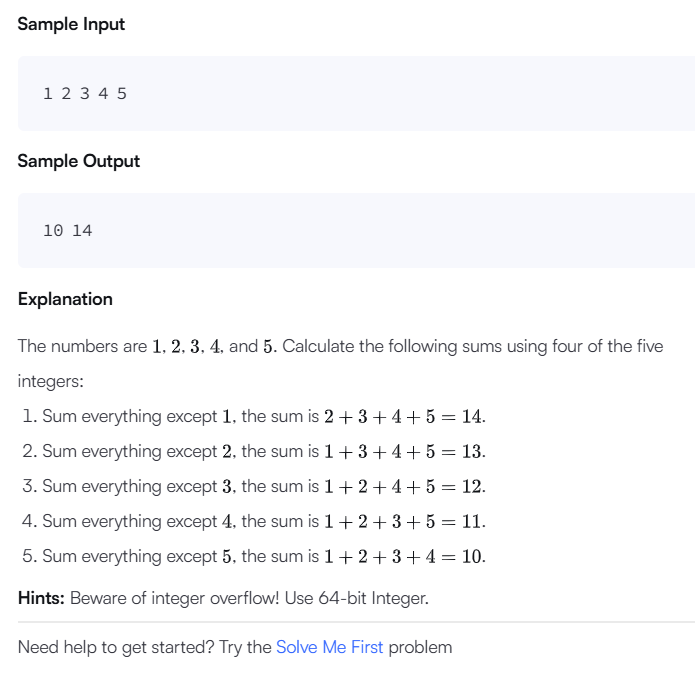 Sample Input
1 2 3 4 5
Sample Output
10 14
Explanation
The numbers are 1, 2, 3, 4, and 5. Calculate the following sums using four of the five
integers:
1. Sum everything except 1, the sum is 2 + 3 + 4 + 5 = 14.
2. Sum everything except 2, the sum is 1 + 3 + 4 + 5 = 13.
3. Sum everything except 3, the sum is 1 + 2 + 4 + 5 = 12.
4. Sum everything except 4, the sum is 1 + 2 + 3 + 5 = 11.
5. Sum everything except 5, the sum is 1 + 2 + 3 + 4 = 10.
Hints: Beware of integer overflow! Use 64-bit Integer.
Need help to get started? Try the Solve Me First problem